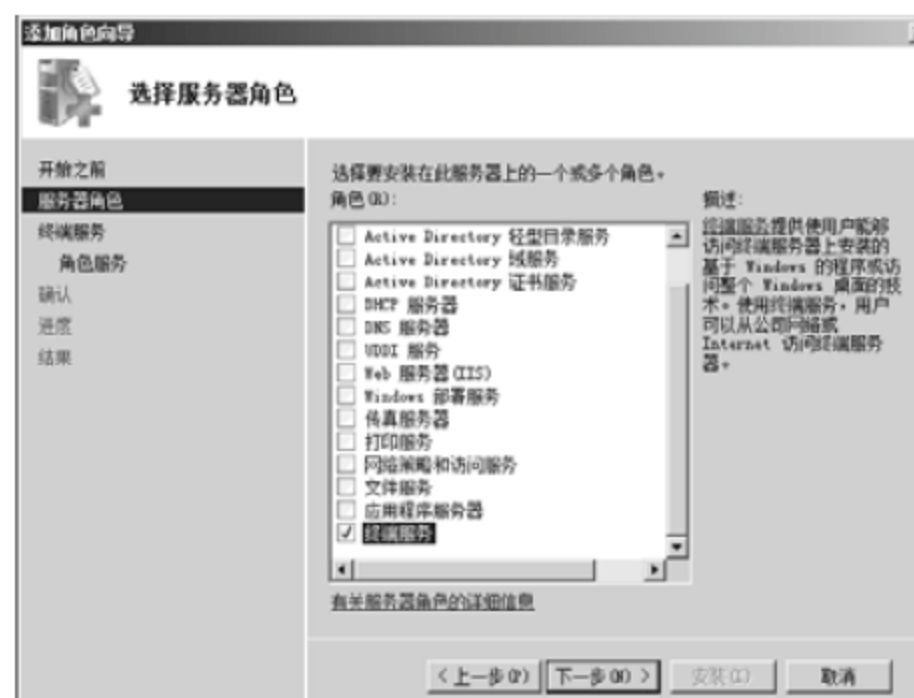 添加角色向导
选择服务器角色
开始之前
服务器角色
终端服务
角色服务
确认
进度
结果
选择要安装在此服务器上的一个或多个角色。
角色(R):
Active Directory 轻型目录服务
Active Directory 域服务
Active Directory 证书服务
DHCP 服务器
DNS 服务器
UDDI 服务
Web 服务器(IIS)
Windows 部署服务
传真服务器
打印服务
网络策略和访问服务
文件服务
应用程序服务器
终端服务
有关服务器角色的详细信息
描述:
终端服务提供使用户能够
访问终端服务器上安装的
基于 Windows 的程序或访
问整个 Windows 桌面的技
术。使用终端服务，用户
可以从公司网络或
Internet 访问终端服务
器。
<上一步(P)
下一步(N)>
安装(I)
取消